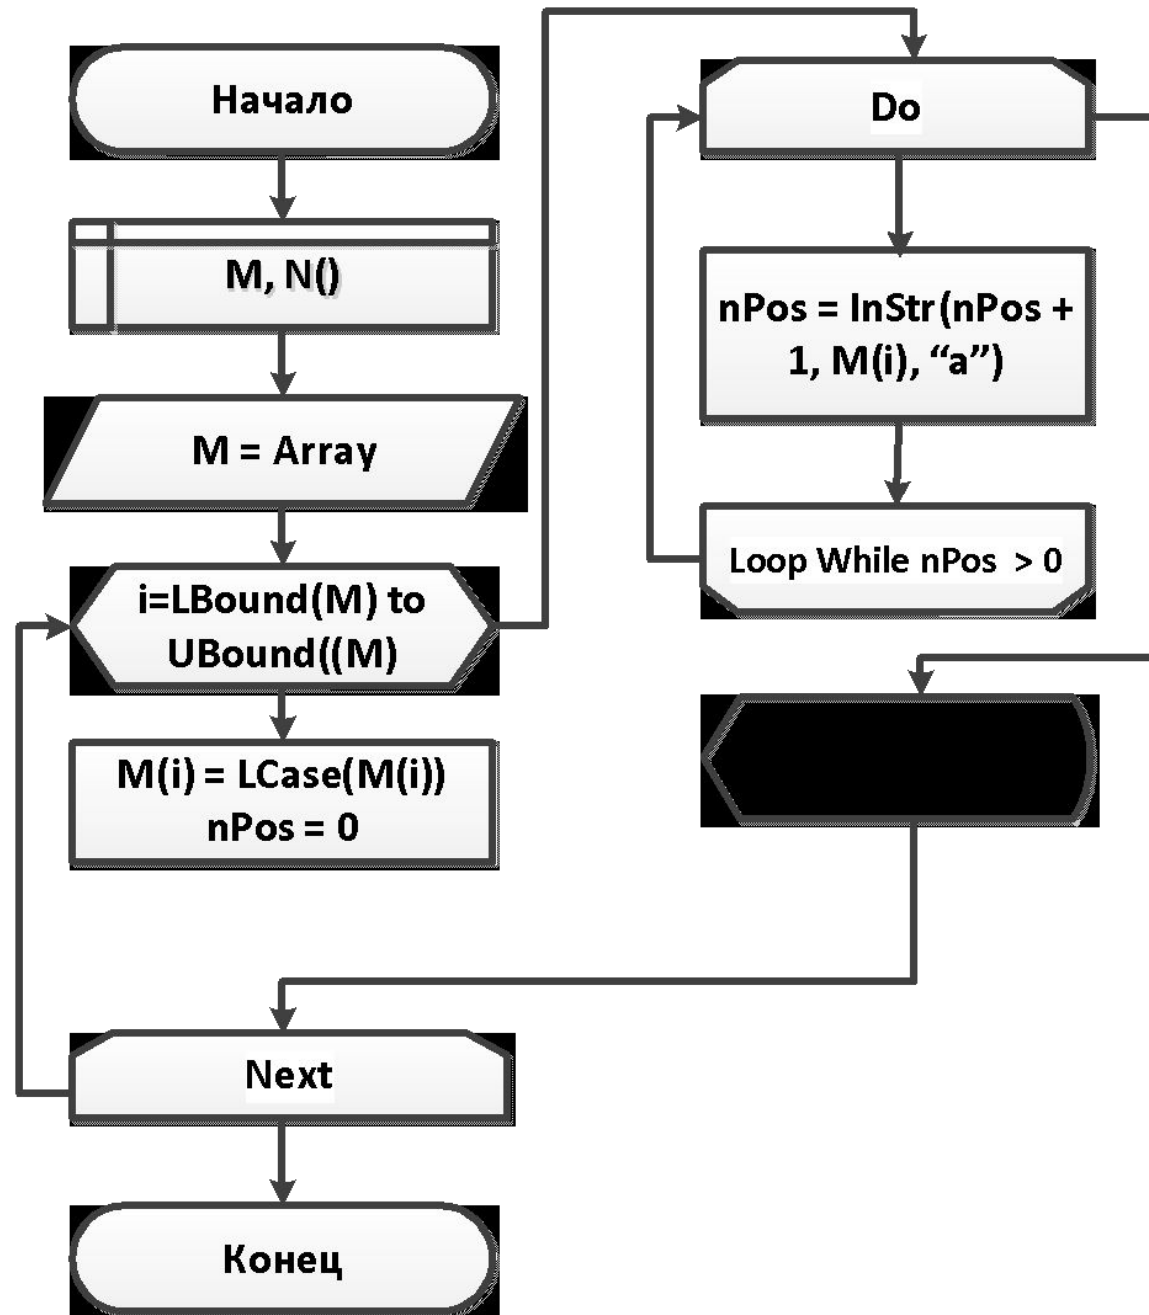 Начало
M, N()
M = Array
i=LBound(M) to
UBound((M)
M(i) = LCase(M(i))
nPos = 0
Do
nPos = InStr(nPos +
1, M(i), “a”)
Loop While nPos > 0
Next
Конец